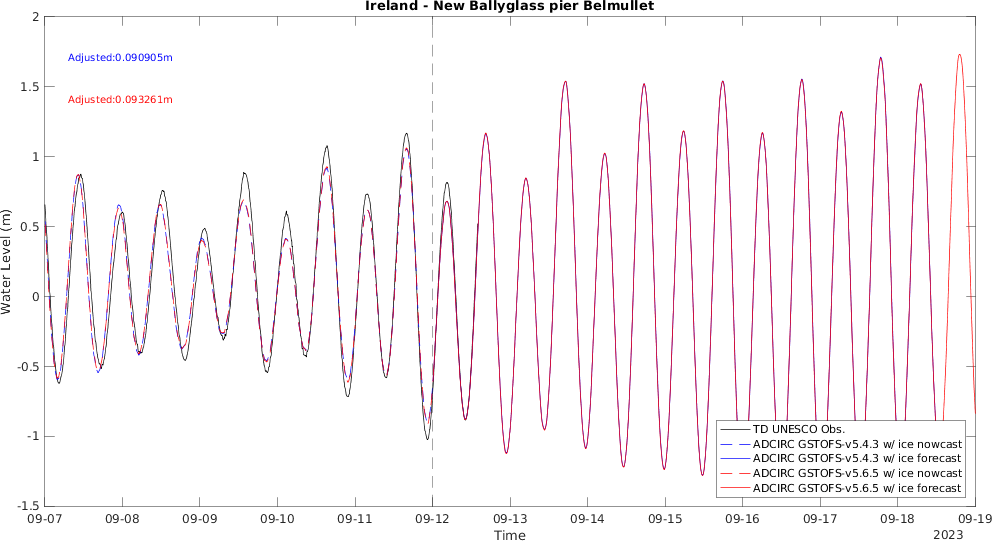 Ireland - New Ballyglass pier Belmullet
Adjusted:0.090905m
Adjusted:0.093261m
Water Level (m)
2
1.5
1
0.5
0
-0.5
-1
-1.5
TD UNESCO Obs.
ADCIRC GSTOFS-v5.4.3 w/ ice nowcast
ADCIRC GSTOFS-v5.4.3 w/ ice forecast
ADCIRC GSTOFS-v5.6.5 w/ ice nowcast
ADCIRC GSTOFS-v5.6.5 w/ ice forecast
09-07 09-08 09-09 09-10 09-11 09-12 09-13 09-14 09-15 09-16 09-17 09-18 09-19
Time
2023